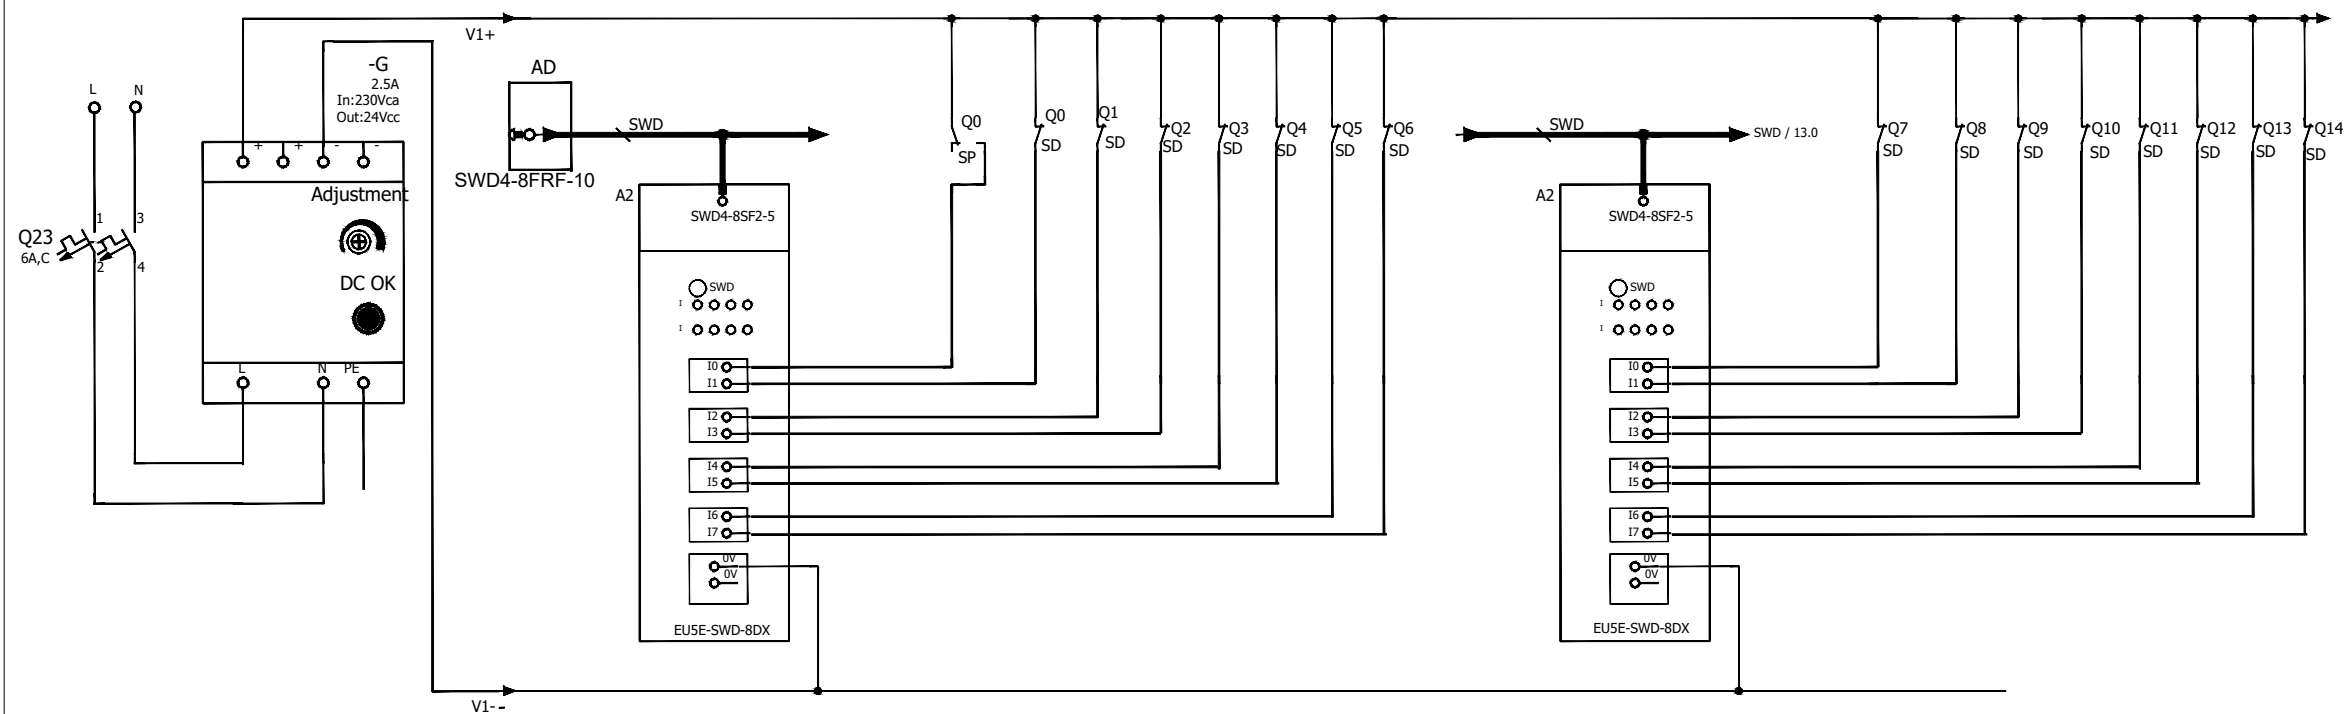 V1+
-G
2.5A
In:230Vca
Out:24Vcc
L
N
+
+
-
-
Adjustment
DC OK
L
N
PE
1
3
Q23
6A,C
2
4
AD
SWD
SWD4-8FRF-10
A2
SWD4-8SF2-5
SWD
I
I
I0
I1
I2
I3
I4
I5
I6
I7
0V
0V
EU5E-SWD-8DX
Q0
SP
Q0
SD
Q1
SD
Q2
SD
Q3
SD
Q4
SD
Q5
SD
Q6
SD
SWD
SWD / 13.0
A2
SWD4-8SF2-5
SWD
I
I
I0
I1
I2
I3
I4
I5
I6
I7
0V
0V
EU5E-SWD-8DX
Q7
SD
Q8
SD
Q9
SD
Q10
SD
Q11
SD
Q12
SD
Q13
SD
Q14
SD
V1--